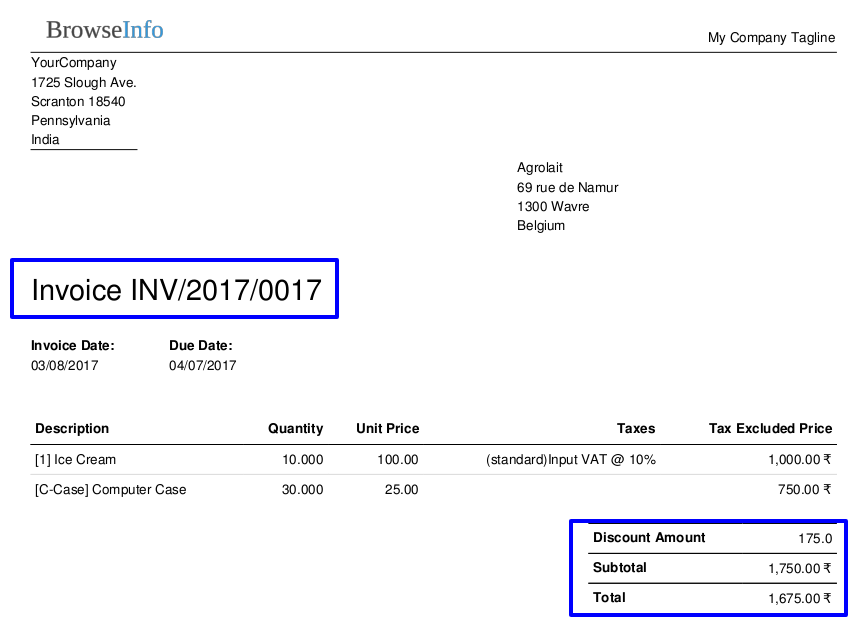 BrowseInfo
My Company Tagline
YourCompany
1725 Slough Ave.
Scranton 18540
Pennsylvania
India
Agrolait
69 rue de Namur
1300 Wavre
Belgium
Invoice INV/2017/0017
Invoice Date: Due Date:
03/08/2017 04/07/2017
Description Quantity Unit Price Taxes Tax Excluded Price
[1] Ice Cream 10.000 100.00 (standard)Input VAT @ 10% 1,000.00 ₹
[C-Case] Computer Case 30.000 25.00 750.00 ₹
Discount Amount 175.0
Subtotal 1,750.00 ₹
Total 1,675.00 ₹